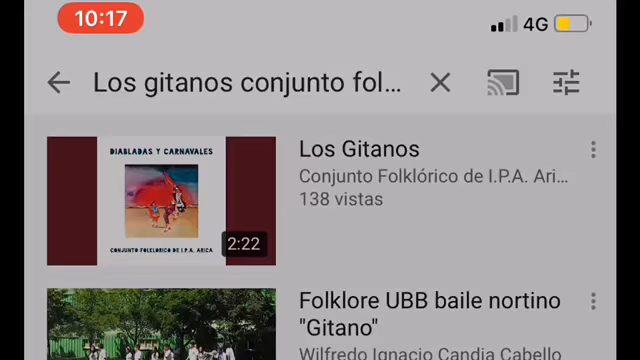 10:17
4G
Los gitanos conjunto fol...
DIABLADAS Y CARNAVALES
CONJUNTO FOLKLORICO DE I.P.A. ARICA
2:22
Los Gitanos
Conjunto Folklórico de I.P.A. Ari...
138 vistas
Folklore UBB baile nortino
"Gitano"
Wilfredo Ignacio Candia Cabello